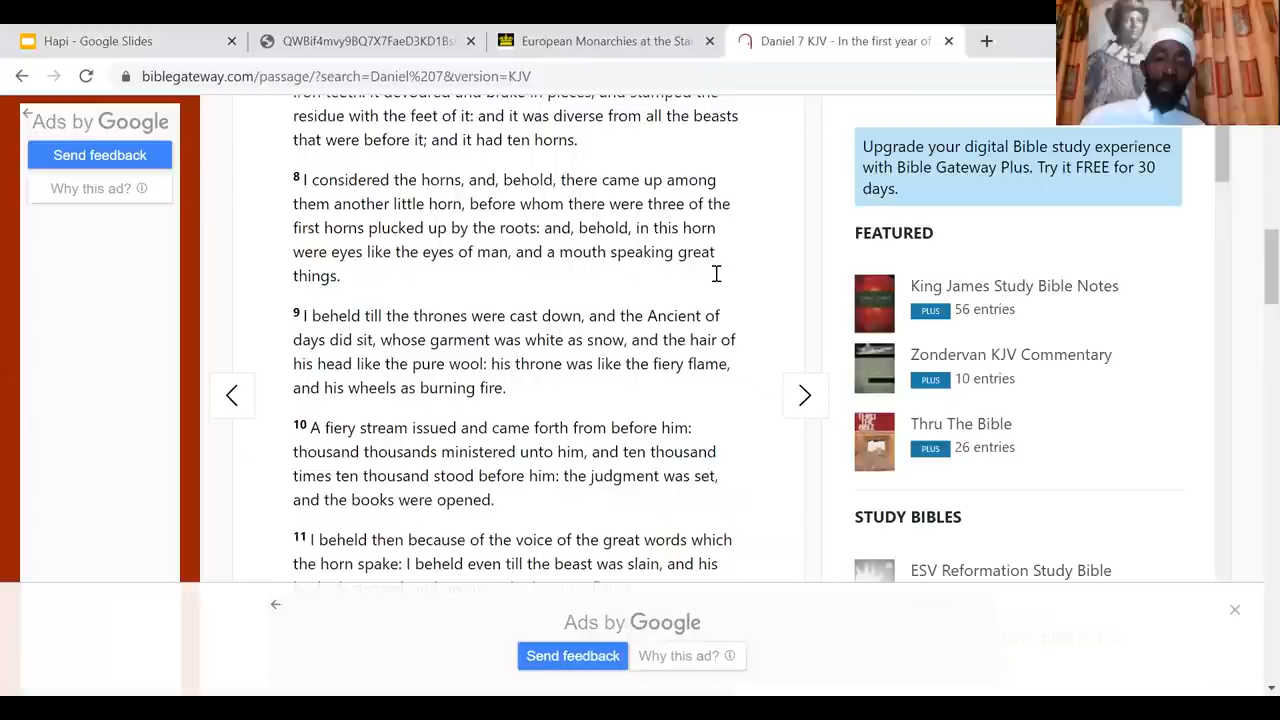 Hapi - Google Slides
QWBif4mvy9BQ7X7FaeD3KD1Bs
European Monarchies at the Sta
Daniel 7 KJV - In the first year of
biblegateway.com/passage/?search=Daniel%207&version=KJV
Ads by Google
Send feedback
Why this ad?
iron teeth: it devoured and brake in pieces, and stamped the
residue with the feet of it: and it was diverse from all the beasts
that were before it; and it had ten horns.
8 I considered the horns, and, behold, there came up among
them another little horn, before whom there were three of the
first horns plucked up by the roots: and, behold, in this horn
were eyes like the eyes of man, and a mouth speaking great
things.
9 I beheld till the thrones were cast down, and the Ancient of
days did sit, whose garment was white as snow, and the hair of
his head like the pure wool: his throne was like the fiery flame,
and his wheels as burning fire.
10 A fiery stream issued and came forth from before him:
thousand thousands ministered unto him, and ten thousand
times ten thousand stood before him: the judgment was set,
and the books were opened.
11 I beheld then because of the voice of the great words which
the horn spake: I beheld even till the beast was slain, and his
Upgrade your digital Bible study experience
with Bible Gateway Plus. Try it FREE for 30
days.
FEATURED
King James Study Bible Notes
PLUS 56 entries
Zondervan KJV Commentary
PLUS 10 entries
Thru The Bible
PLUS 26 entries
STUDY BIBLES
ESV Reformation Study Bible
Ads by Google
Send feedback
Why this ad?